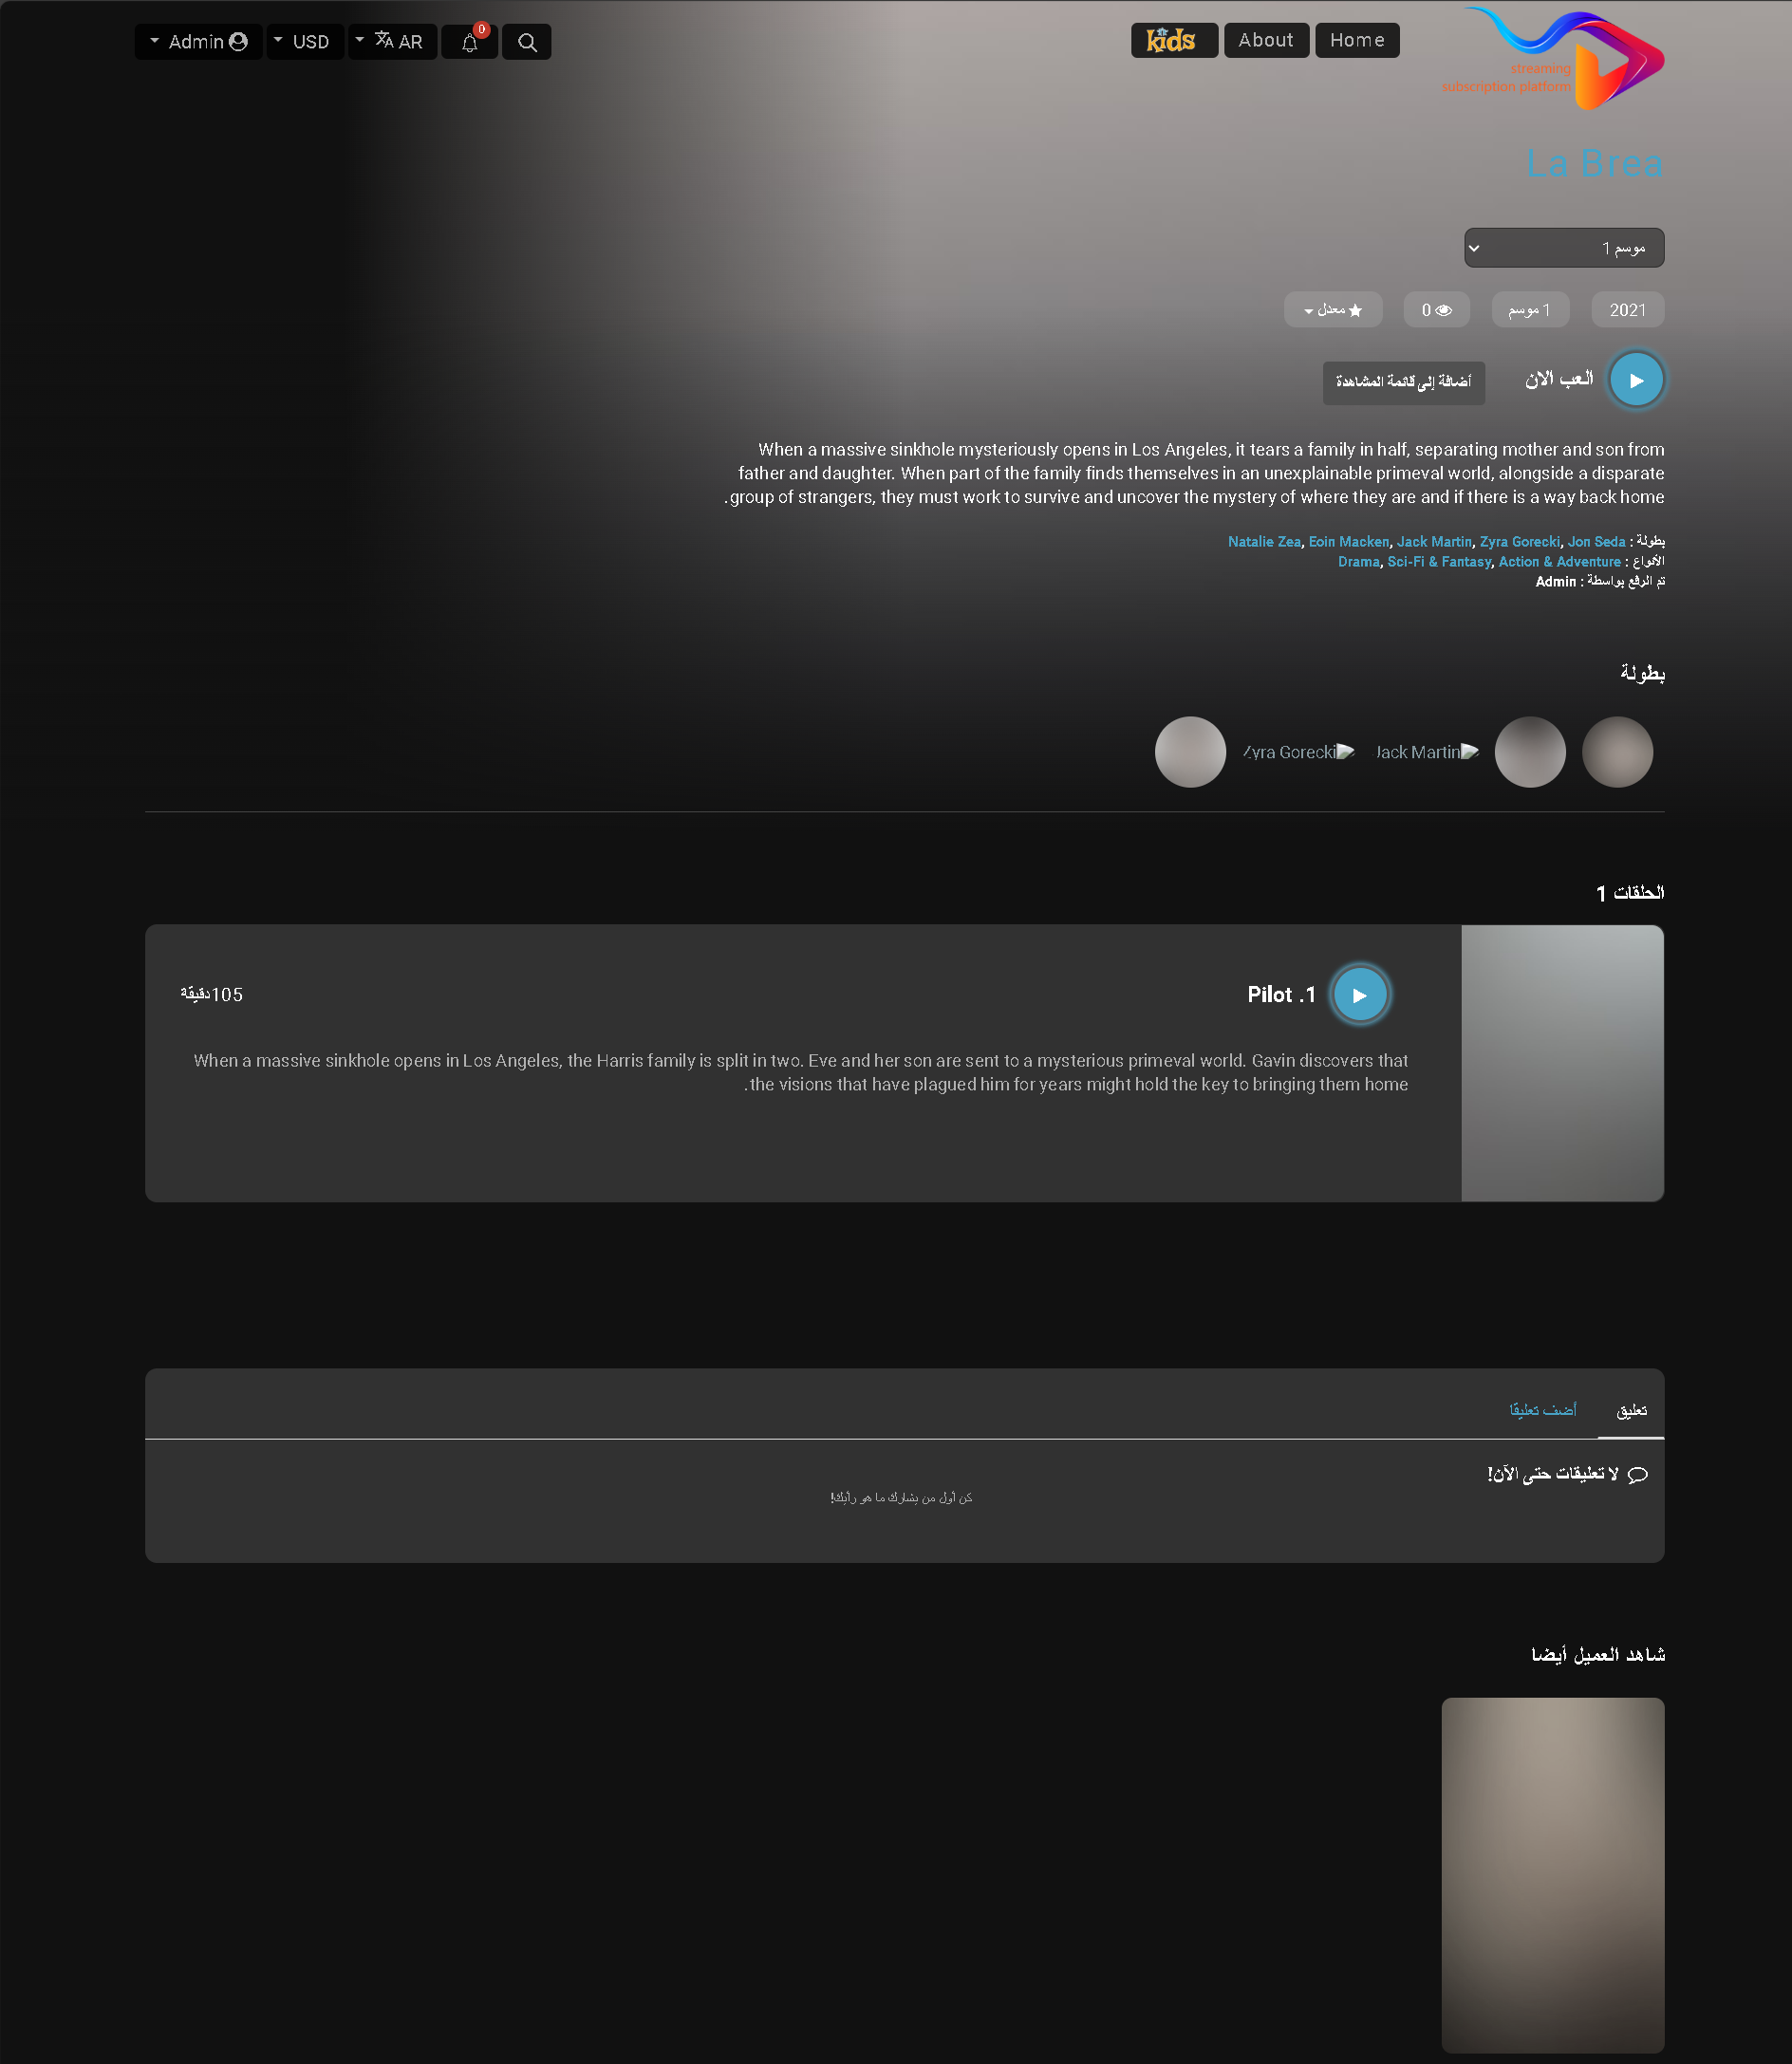 streaming
subscription platform
Home
About
kids
0
AR
USD
Admin
La Brea
موسم 1
2021
1 موسم
0
معدل
العب الان
أضافة إلى قائمة المشاهدة
When a massive sinkhole mysteriously opens in Los Angeles, it tears a family in half, separating mother and son from
father and daughter. When part of the family finds themselves in an unexplainable primeval world, alongside a disparate
group of strangers, they must work to survive and uncover the mystery of where they are and if there is a way back home.
بطولة : Natalie Zea, Eoin Macken, Jack Martin, Zyra Gorecki, Jon Seda
الأنواع : Drama, Sci-Fi & Fantasy, Action & Adventure
تم الرفع بواسطة : Admin
بطولة
Jack Martin
Zyra Gorecki
الحلقات 1
1. Pilot
105دقيقة
When a massive sinkhole opens in Los Angeles, the Harris family is split in two. Eve and her son are sent to a mysterious primeval world. Gavin discovers that
the visions that have plagued him for years might hold the key to bringing them home.
تعليق
أضف تعليقا
لا تعليقات حتى الآن!
كن أول من يشارك ما هو رأيك!
شاهد العميل أيضا